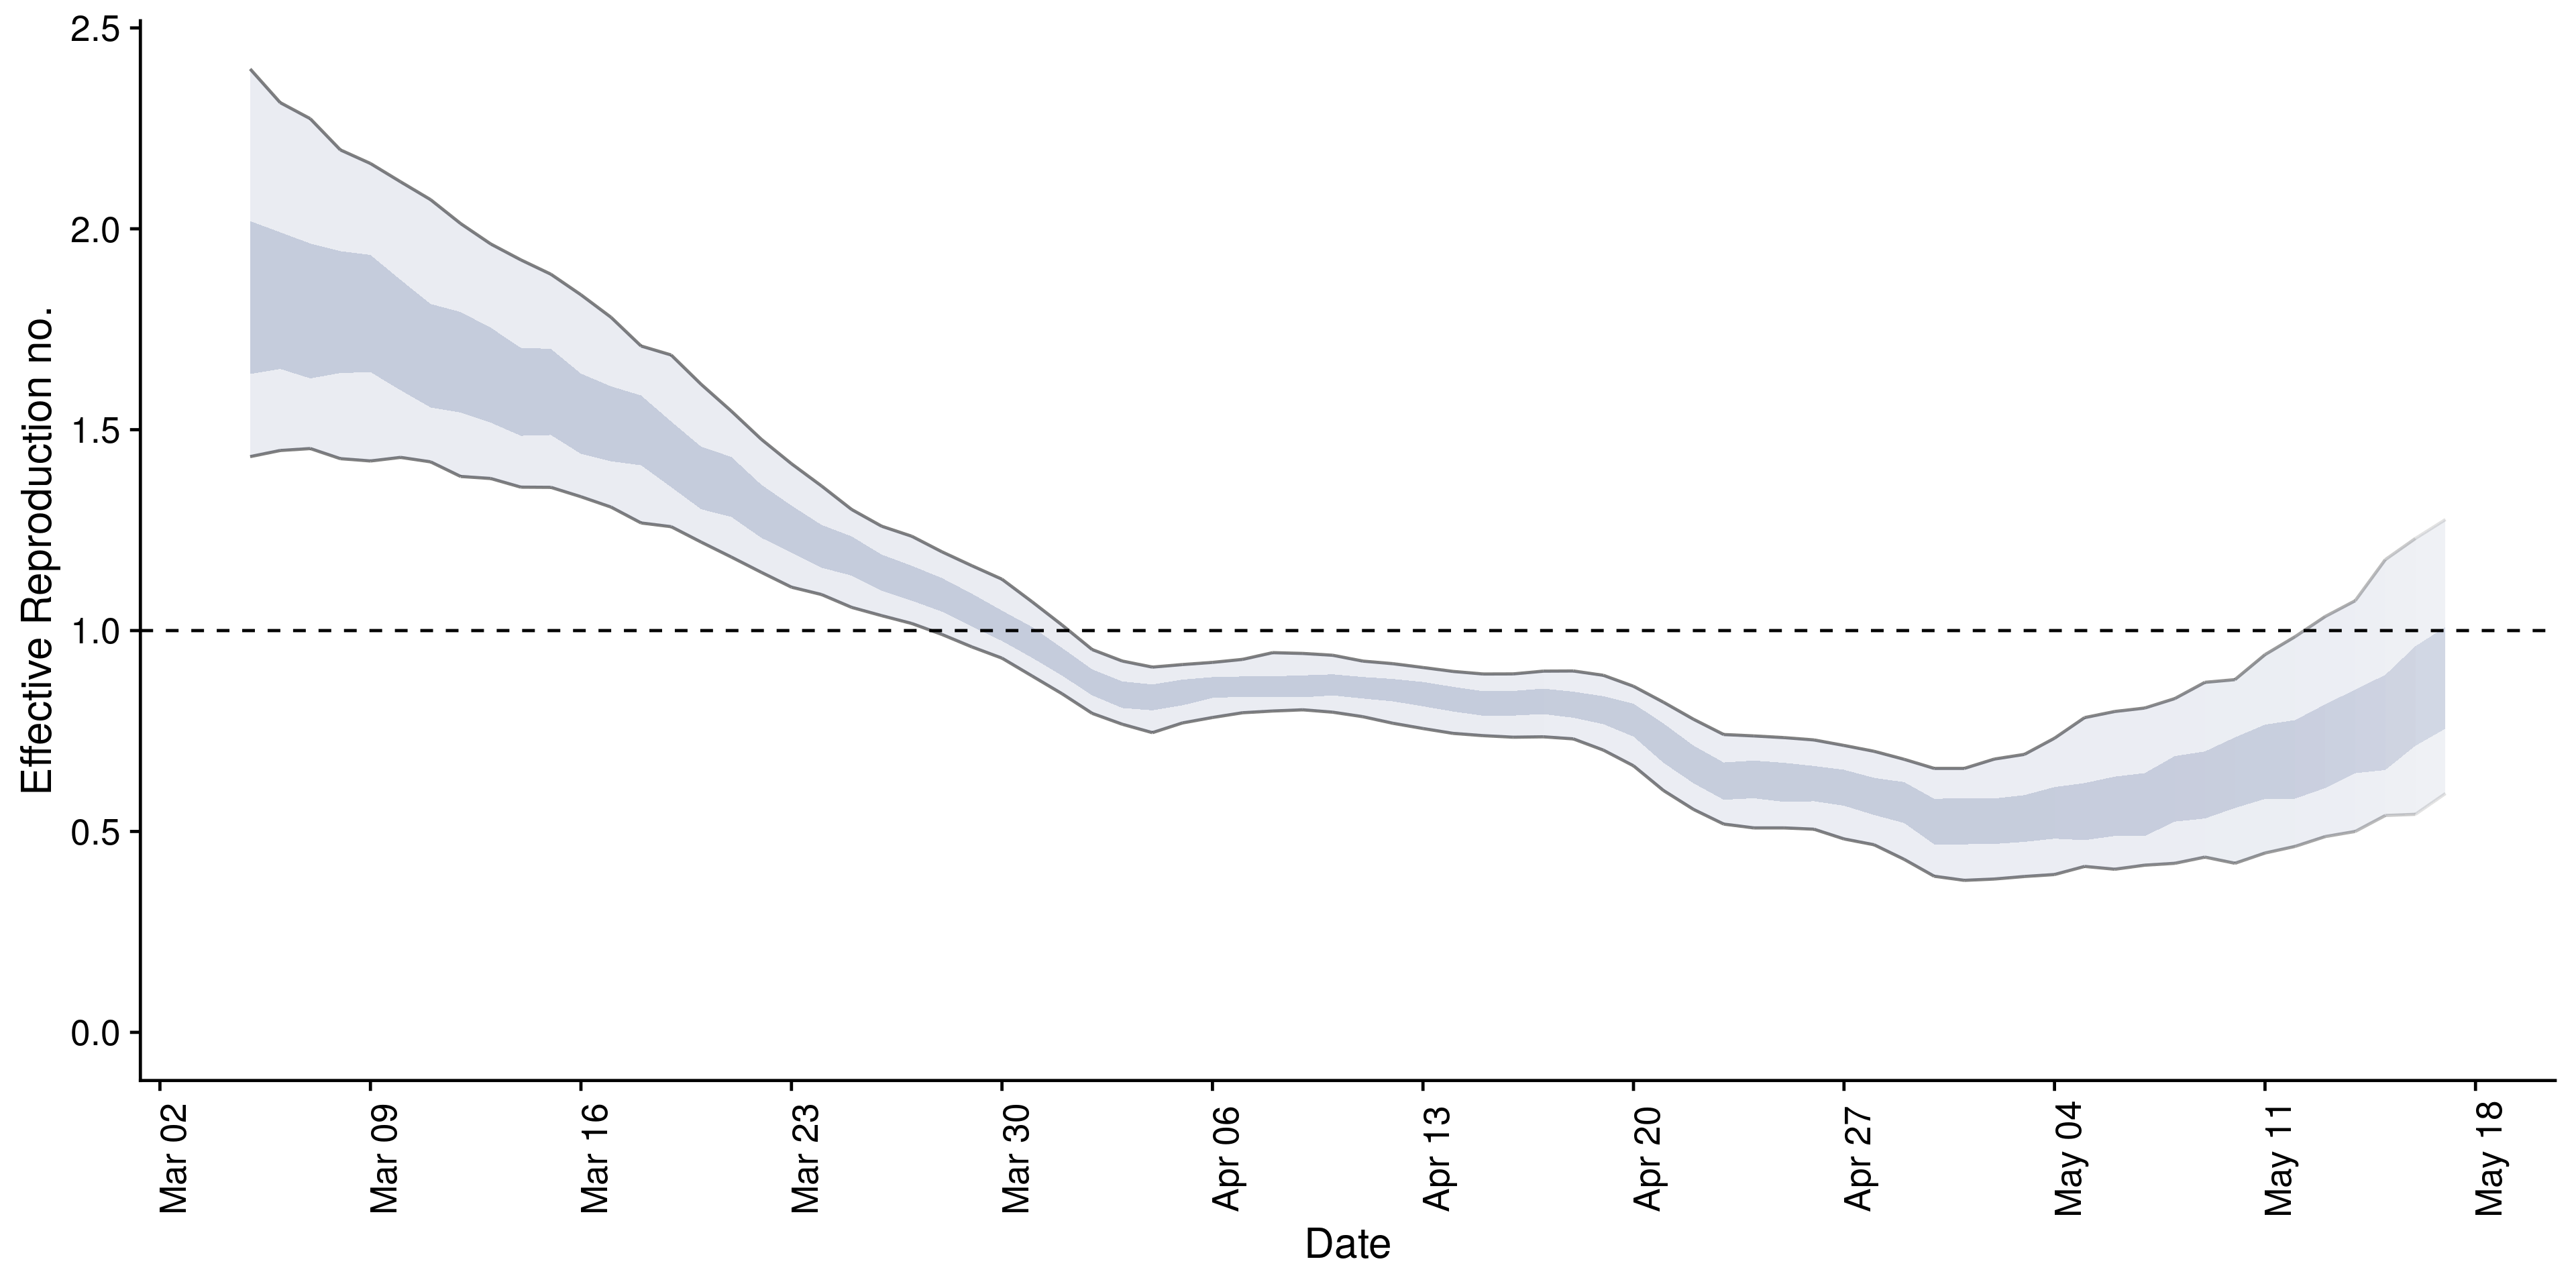 Effective Reproduction no.
2.5
2.0
1.5
1.0
0.5
0.0
Mar 02
Mar 09
Mar 16
Mar 23
Mar 30
Apr 06
Apr 13
Apr 20
Apr 27
May 04
May 11
May 18
Date